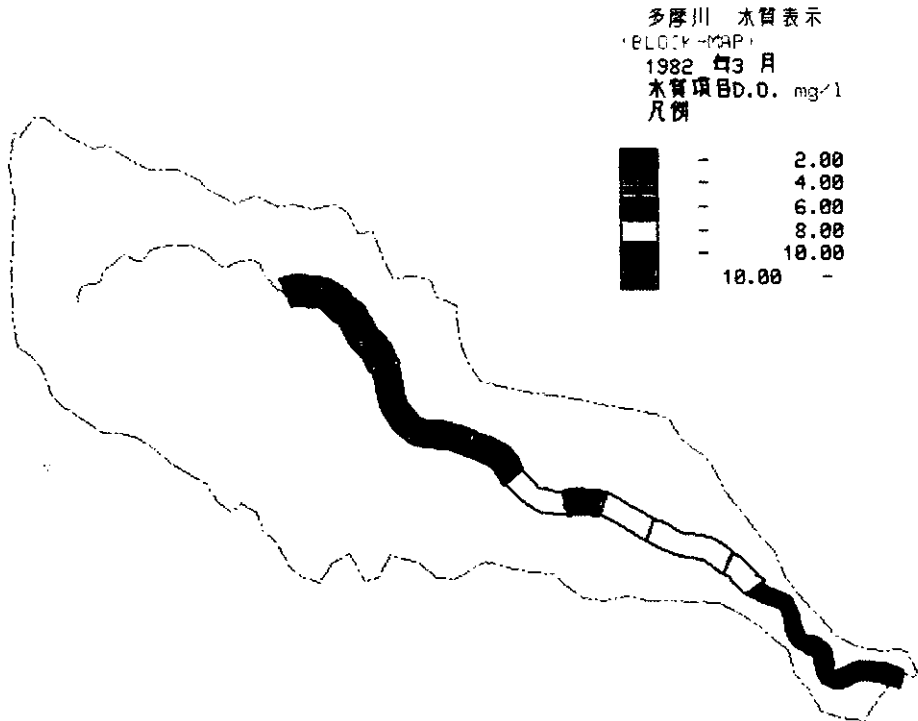 多摩川 水質表示
(BLOCK-MAP)
1982 年3 月
水質項目D.O. mg/l
凡例
- 2.00
- 4.00
- 6.00
- 8.00
- 10.00
10.00 -